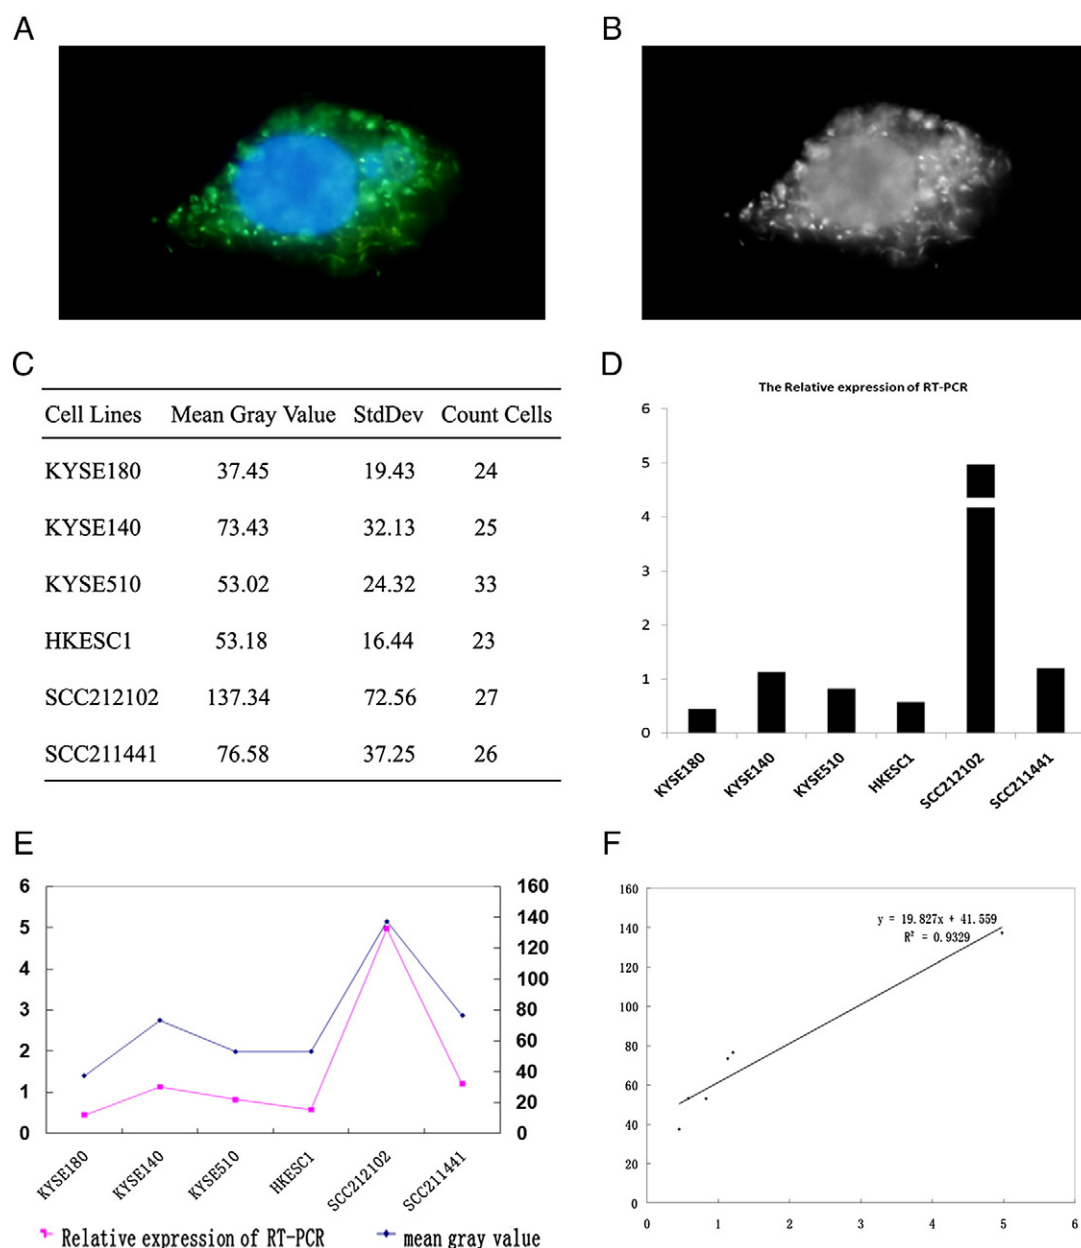 A
B
C
Cell Lines Mean Gray Value StdDev Count Cells
KYSE180 37.45 19.43 24
KYSE140 73.43 32.13 25
KYSE510 53.02 24.32 33
HKESC1 53.18 16.44 23
SCC212102 137.34 72.56 27
SCC211441 76.58 37.25 26
D
The Relative expression of RT-PCR
6
5
4
3
2
1
0
KYSE180 KYSE140 KYSE510 HKESC1 SCC212102 SCC211441
E
6 160
5 140
120
4 100
3 80
2 60
40
1 20
0 0
KYSE180 KYSE140 KYSE510 HKESC1 SCC212102 SCC211441
Relative expression of RT-PCR mean gray value
F
160
140
120
100
80
60
40
20
0
y = 19.827x + 41.559
R² = 0.9329
0 1 2 3 4 5 6